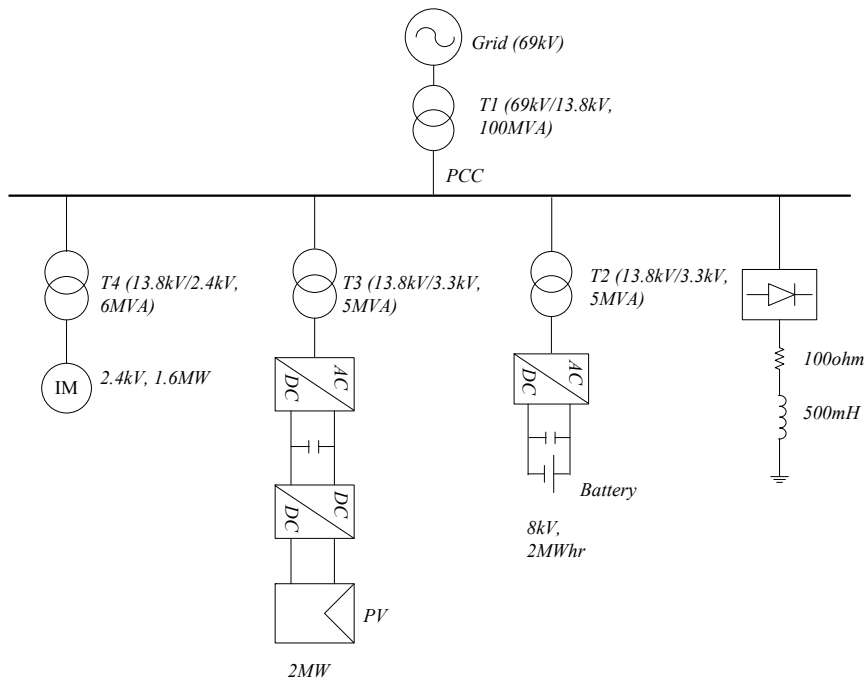 Grid (69kV)
T1 (69kV/13.8kV,
100MVA)
PCC
T4 (13.8kV/2.4kV,
6MVA)
IM
2.4kV, 1.6MW
T3 (13.8kV/3.3kV,
5MVA)
DC
AC
DC
DC
PV
2MW
T2 (13.8kV/3.3kV,
5MVA)
DC
AC
Battery
8kV,
2MWhr
100ohm
500mH